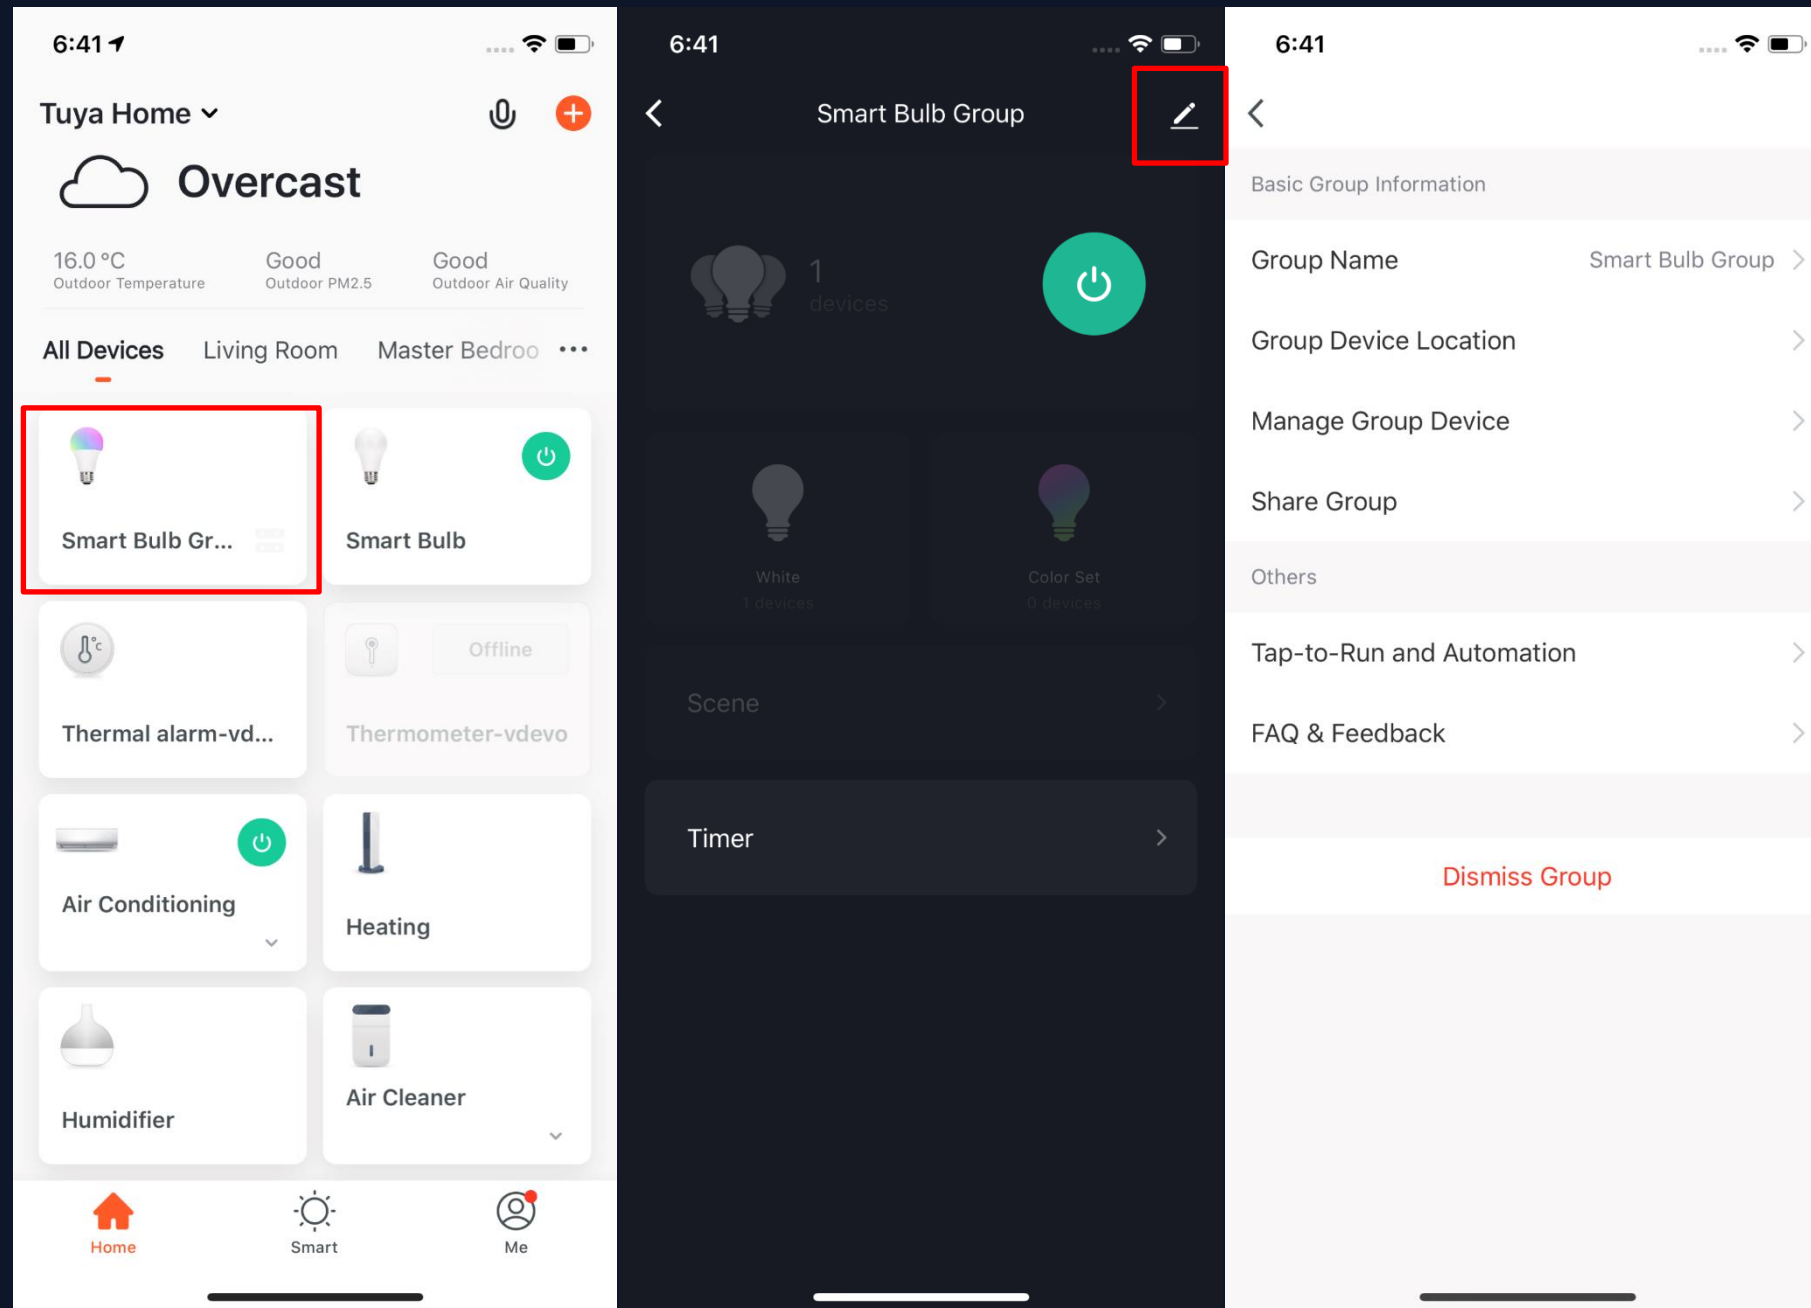 6:41
Tuya Home
Overcast
16.0 °C
Outdoor Temperature
Good
Outdoor PM2.5
Good
Outdoor Air Quality
All Devices
Living Room
Master Bedroo
Smart Bulb Gr...
Smart Bulb
Thermal alarm-vd...
Offline
Thermometer-vdevo
Air Conditioning
Heating
Humidifier
Air Cleaner
Home
Smart
Me
6:41
Smart Bulb Group
1
devices
White
1 devices
Color Set
0 devices
Scene
Timer
6:41
Basic Group Information
Group Name
Smart Bulb Group
Group Device Location
Manage Group Device
Share Group
Others
Tap-to-Run and Automation
FAQ & Feedback
Dismiss Group